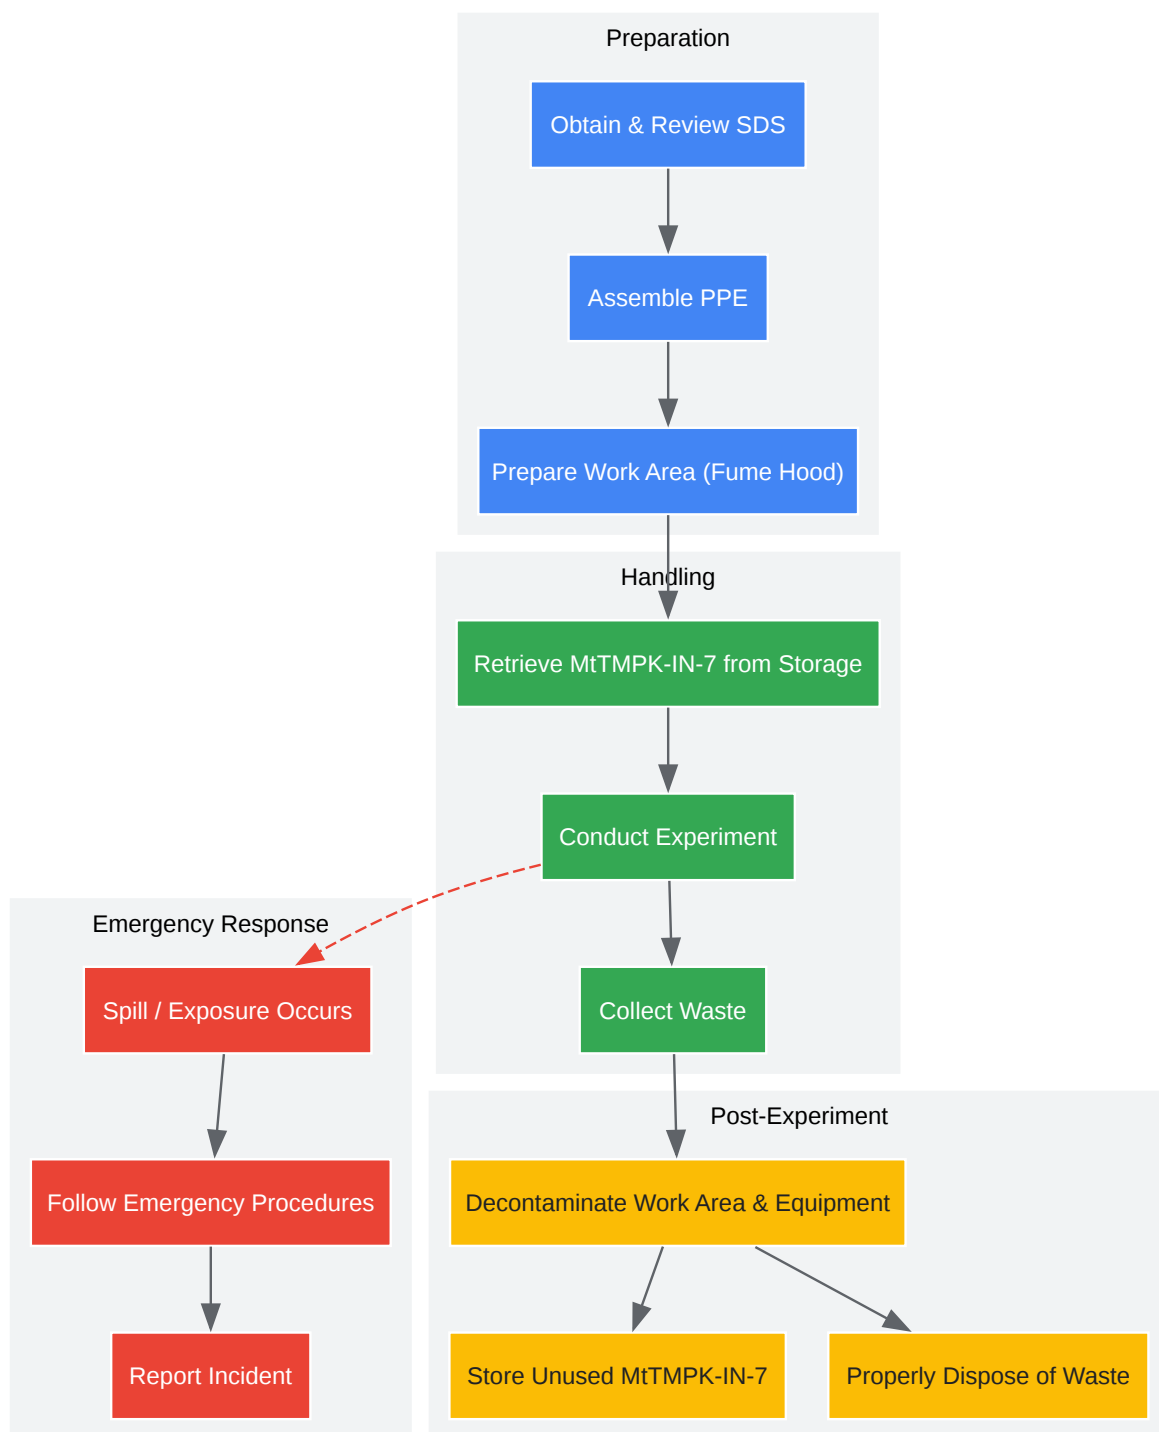 Preparation
Obtain & Review SDS
Assemble PPE
Prepare Work Area (Fume Hood)
Handling
Retrieve MtTMPK-IN-7 from Storage
Conduct Experiment
Collect Waste
Emergency Response
Spill / Exposure Occurs
Follow Emergency Procedures
Report Incident
Post-Experiment
Decontaminate Work Area & Equipment
Store Unused MtTMPK-IN-7
Properly Dispose of Waste